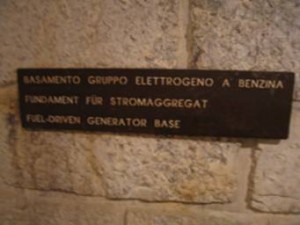 BASAMENTO GRUPPO ELETTROGENO A BENZINA
FUNDAMENT FÜR STROMAGGREGAT
FUEL-DRIVEN GENERATOR BASE